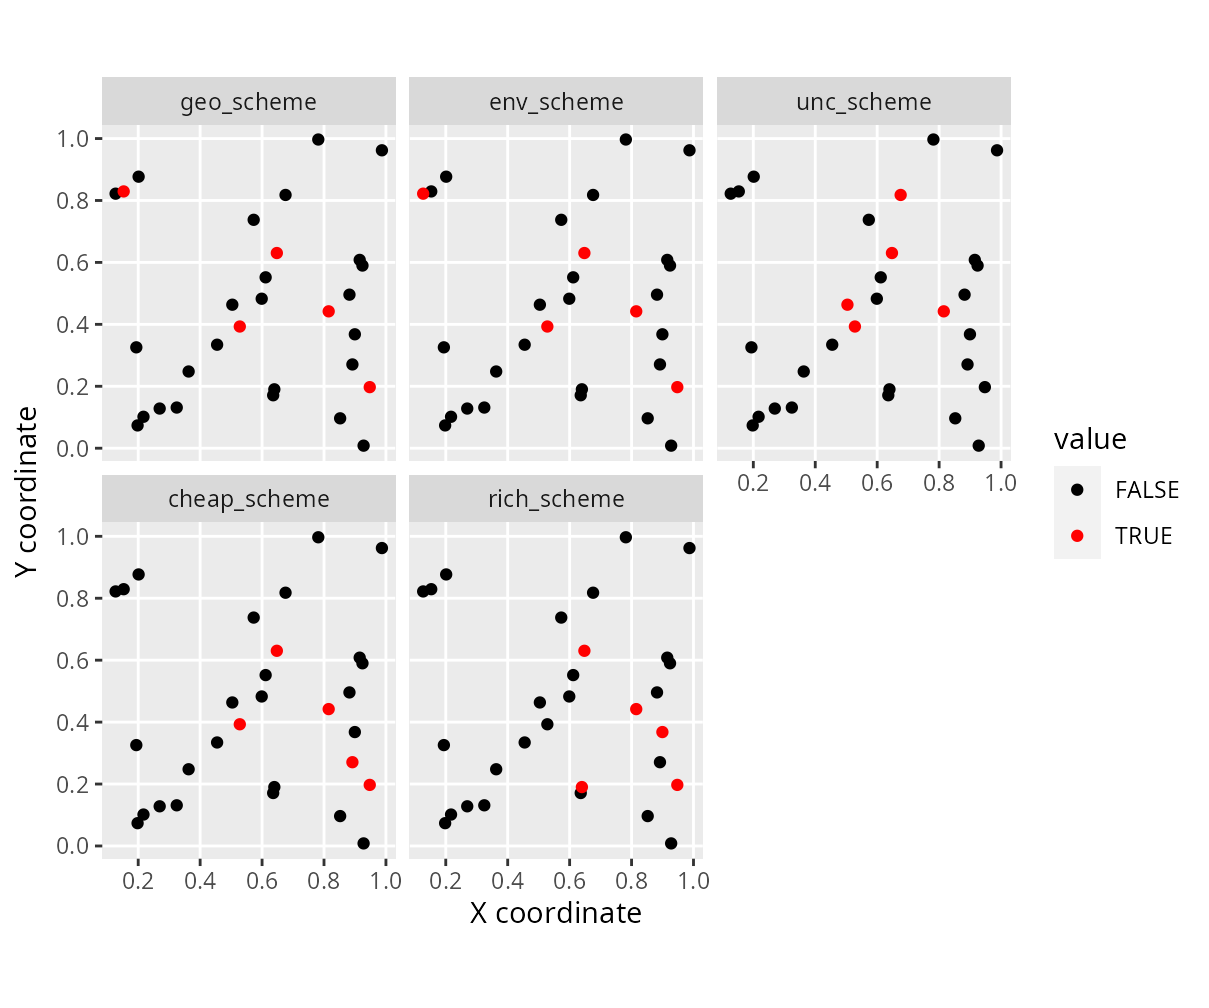 geo_scheme env_scheme unc_scheme
1.0
0.8
0.6
0.4
0.2
0.0
0.2 0.4 0.6 0.8 1.0
Y coordinate
value
FALSE
TRUE
cheap_scheme rich_scheme
1.0
0.8
0.6
0.4
0.2
0.0
0.2 0.4 0.6 0.8 1.0 0.2 0.4 0.6 0.8 1.0
X coordinate